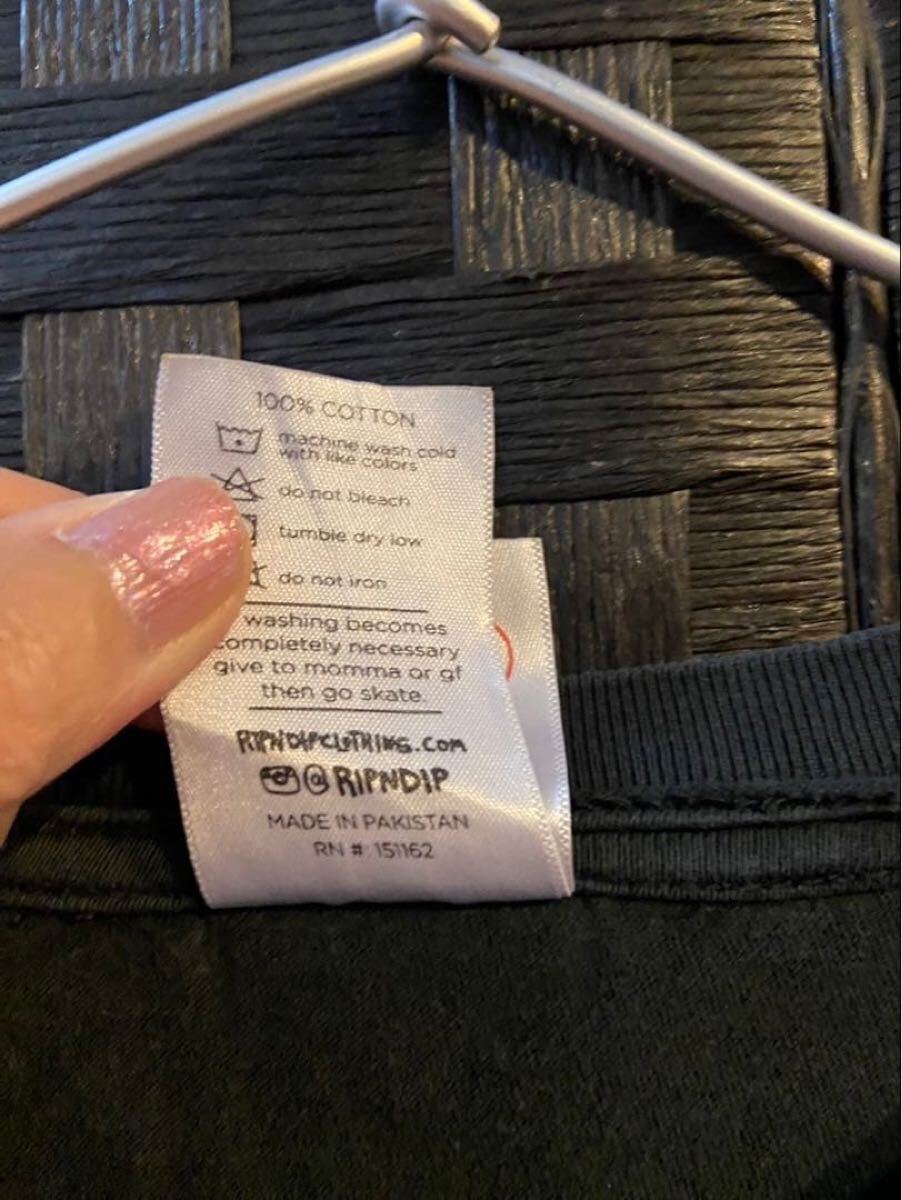 100% COTTON
machine wash cold
with like colors
do not bleach
tumble dry low
do not iron
washing becomes
completely necessary
give to momma or gf
then go skate.
RIPNDIPCLOTHING.COM
@RIPNDIP
MADE IN PAKISTAN
RN # 151162